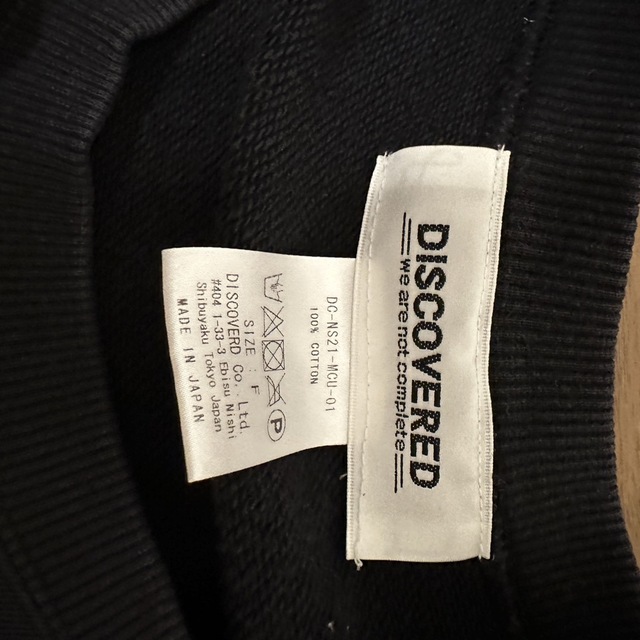 DISCOVERED
we are not complete
DC-NS21-MCU-01
100% COTTON
P
SIZE : F
DISCOVERD Co., Ltd.
#404 1-33-3 Ebisu Nishi
Shibuyaku Tokyo Japan
MADE IN JAPAN